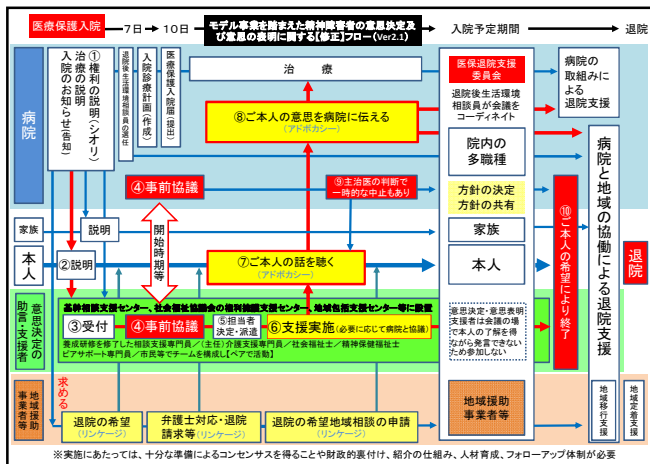 医療保護入院
7日
10日
モデル事業を踏まえた精神障害者の意思決定及
び意思の表明に関する【修正】フロー(Ver2.1)
入院予定期間
退院
病院
①権利の説明(シオリ)
治療の説明
入院のお知らせ(告知)
退院後生活環境
相談員の選任
入院診療計画(作成)
医療保護入院届(提出)
治 療
⑧ご本人の意思を病院に伝える
(アドボカシー)
④事前協議
⑨主治医の判断で
一時的な中止もあり
医保退院支援
委員会
退院後生活環境
相談員が会議を
コーディネイト
院内の
多職種
方針の決定
方針の共有
病院の
取組みに
よる
退院支援
病院と地域の協働による退院支援
家族
説明
開始時期等
家族
本人
②説明
⑦ご本人の話を聴く
(アドボカシー)
本人
⑩ご本人の希望により終了
退院
意思決定の
助言・支援者
基幹相談支援センター、社会福祉協議会の権利擁護支援センター、地域包括支援センター等に設置
③受付
④事前協議
⑤担当者
決定・派遣
⑥支援実施(必要に応じて病院と協議)
養成研修を修了した相談支援専門員/(主任)介護支援専門員/社会福祉士/精神保健福祉士
ピアサポート専門員/市民等でチームを構成し【ペアで活動】
意思決定・意思表明
支援者は会議の場
で本人の了解を得
ながら発言できない
ため参加しない
地域援助
事業者等
求める
退院の希望
(リンケージ)
弁護士対応・退院
請求等(リンケージ)
退院の希望地域相談の申請
(リンケージ)
地域援助
事業者等
地域移行支援
地域定着支援
※実施にあたっては、十分な準備によるコンセンサスを得ることや財政的裏付け、紹介の仕組み、人材育成、フォローアップ体制が必要